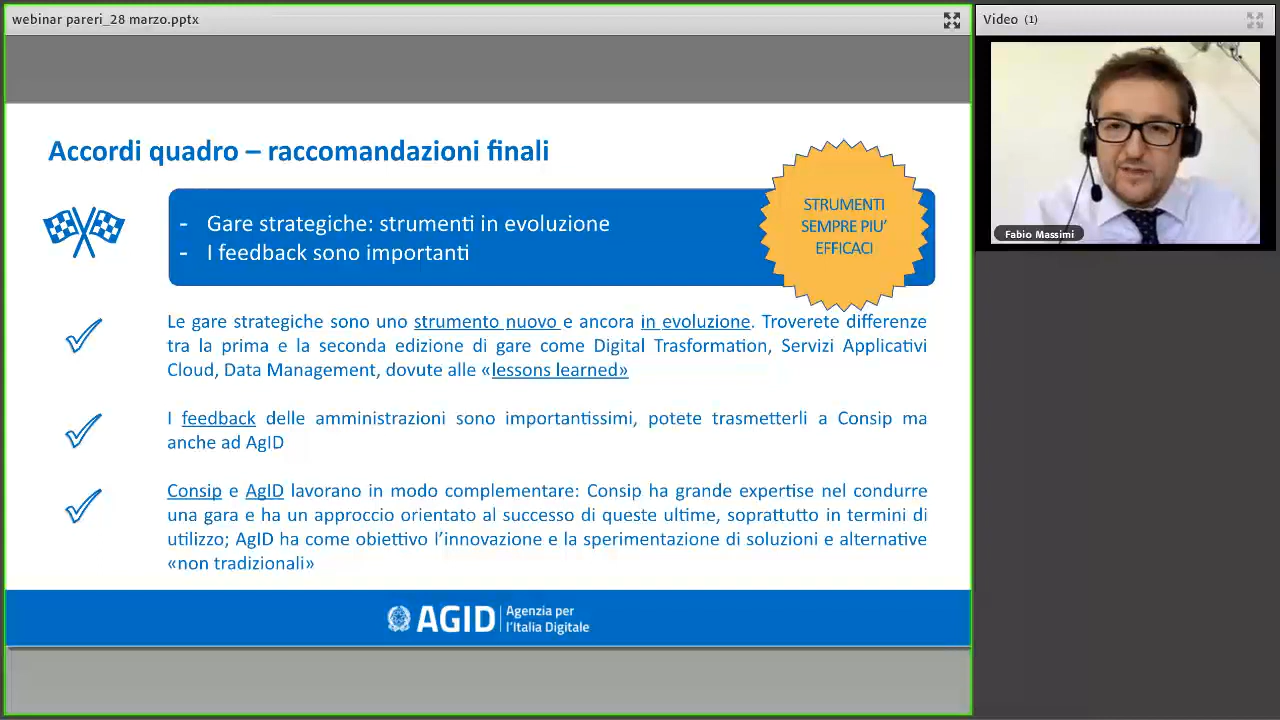 webinar pareri_28 marzo.pptx
Video (1)
Fabio Massimi
Accordi quadro – raccomandazioni finali
- Gare strategiche: strumenti in evoluzione
- I feedback sono importanti
STRUMENTI
SEMPRE PIU’
EFFICACI
Le gare strategiche sono uno strumento nuovo e ancora in evoluzione. Troverete differenze
tra la prima e la seconda edizione di gare come Digital Trasformation, Servizi Applicativi
Cloud, Data Management, dovute alle «lessons learned»
I feedback delle amministrazioni sono importantissimi, potete trasmetterli a Consip ma
anche ad AgID
Consip e AgID lavorano in modo complementare: Consip ha grande expertise nel condurre
una gara e ha un approccio orientato al successo di queste ultime, soprattutto in termini di
utilizzo; AgID ha come obiettivo l’innovazione e la sperimentazione di soluzioni e alternative
«non tradizionali»
AGID
Agenzia per
l’Italia Digitale